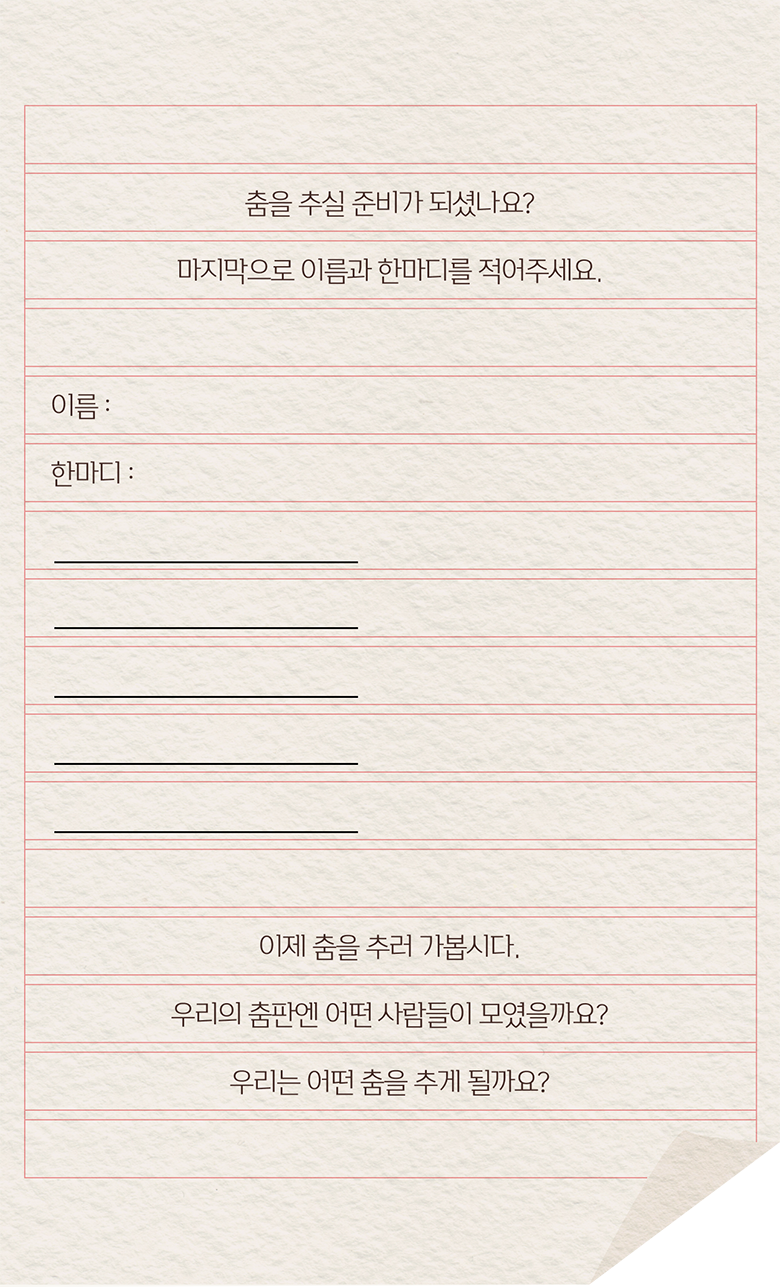 춤을 추실 준비가 되셨나요?
마지막으로 이름과 한마디를 적어주세요.
이름 :
한마디 :
이제 춤을 추러 가봅시다.
우리의 춤판엔 어떤 사람들이 모였을까요?
우리는 어떤 춤을 추게 될까요?